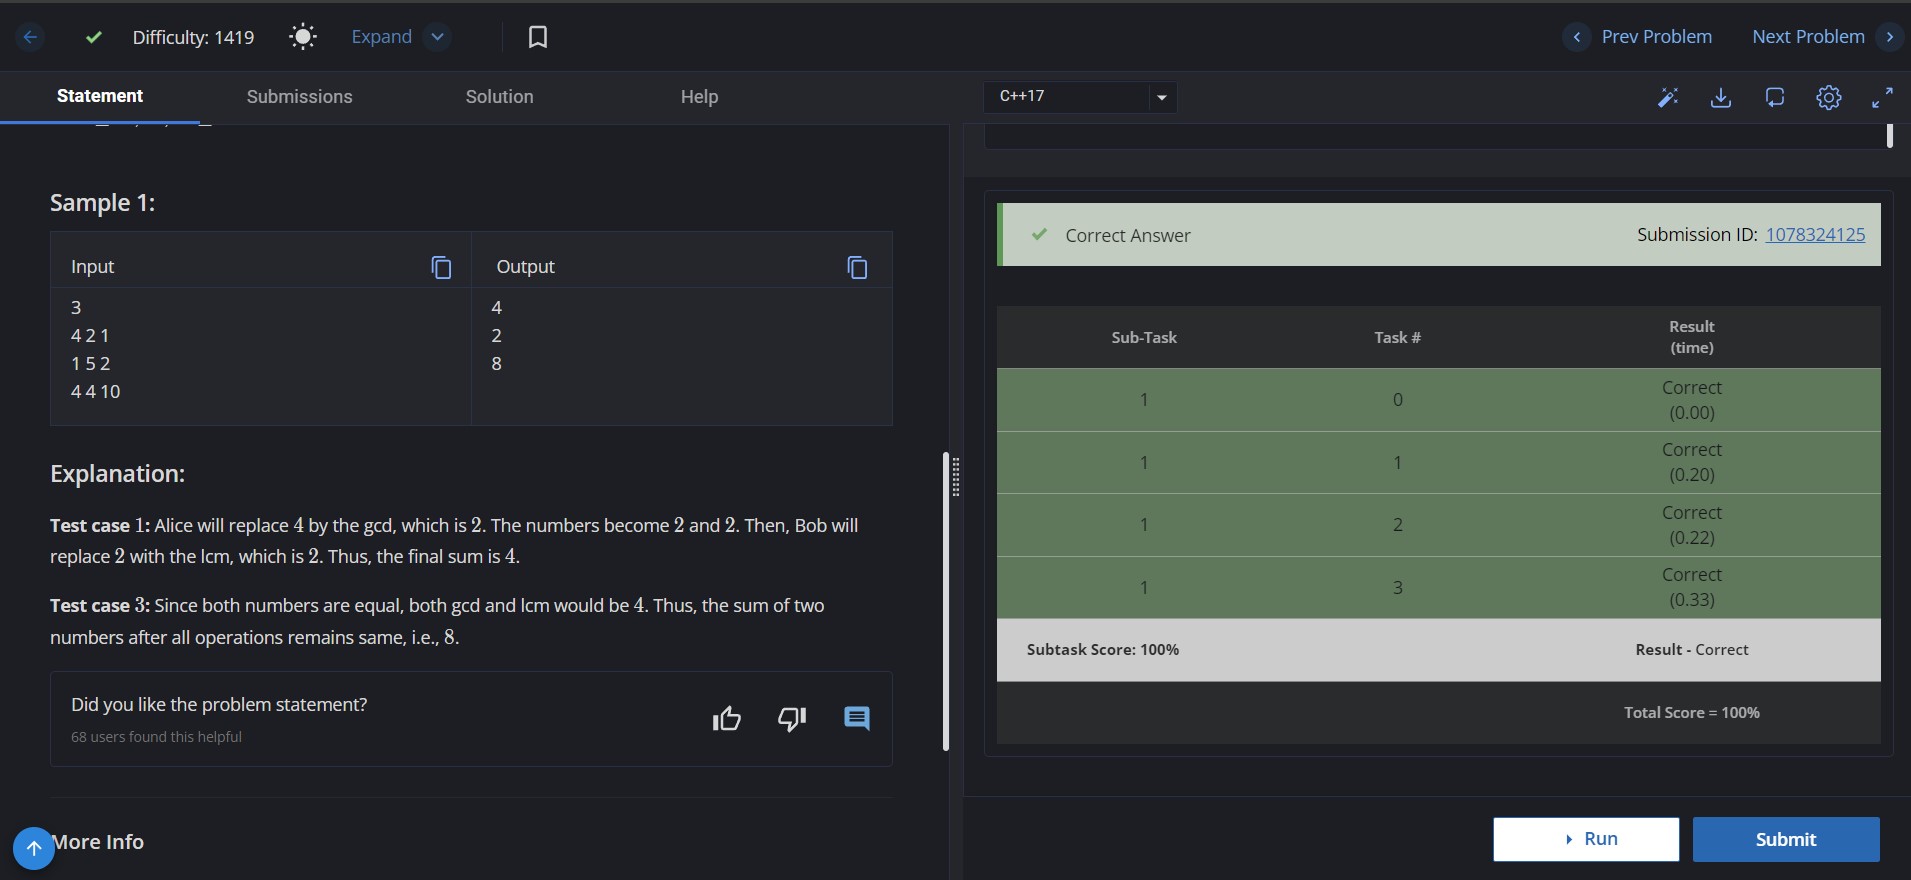 Difficulty: 1419
Expand
Prev Problem
Next Problem
Statement
Submissions
Solution
Help
C++17
Sample 1:
Input
Output
3
4 2 1
1 5 2
4 4 10
4
2
8
Explanation:
Test case 1: Alice will replace 4 by the gcd, which is 2. The numbers become 2 and 2. Then, Bob will
replace 2 with the lcm, which is 2. Thus, the final sum is 4.
Test case 3: Since both numbers are equal, both gcd and lcm would be 4. Thus, the sum of two
numbers after all operations remains same, i.e., 8.
Did you like the problem statement?
68 users found this helpful
More Info
Correct Answer
Submission ID: 1078324125
Sub-Task
Task #
Result
(time)
1
0
Correct
(0.00)
1
1
Correct
(0.20)
1
2
Correct
(0.22)
1
3
Correct
(0.33)
Subtask Score: 100%
Result - Correct
Total Score = 100%
Run
Submit